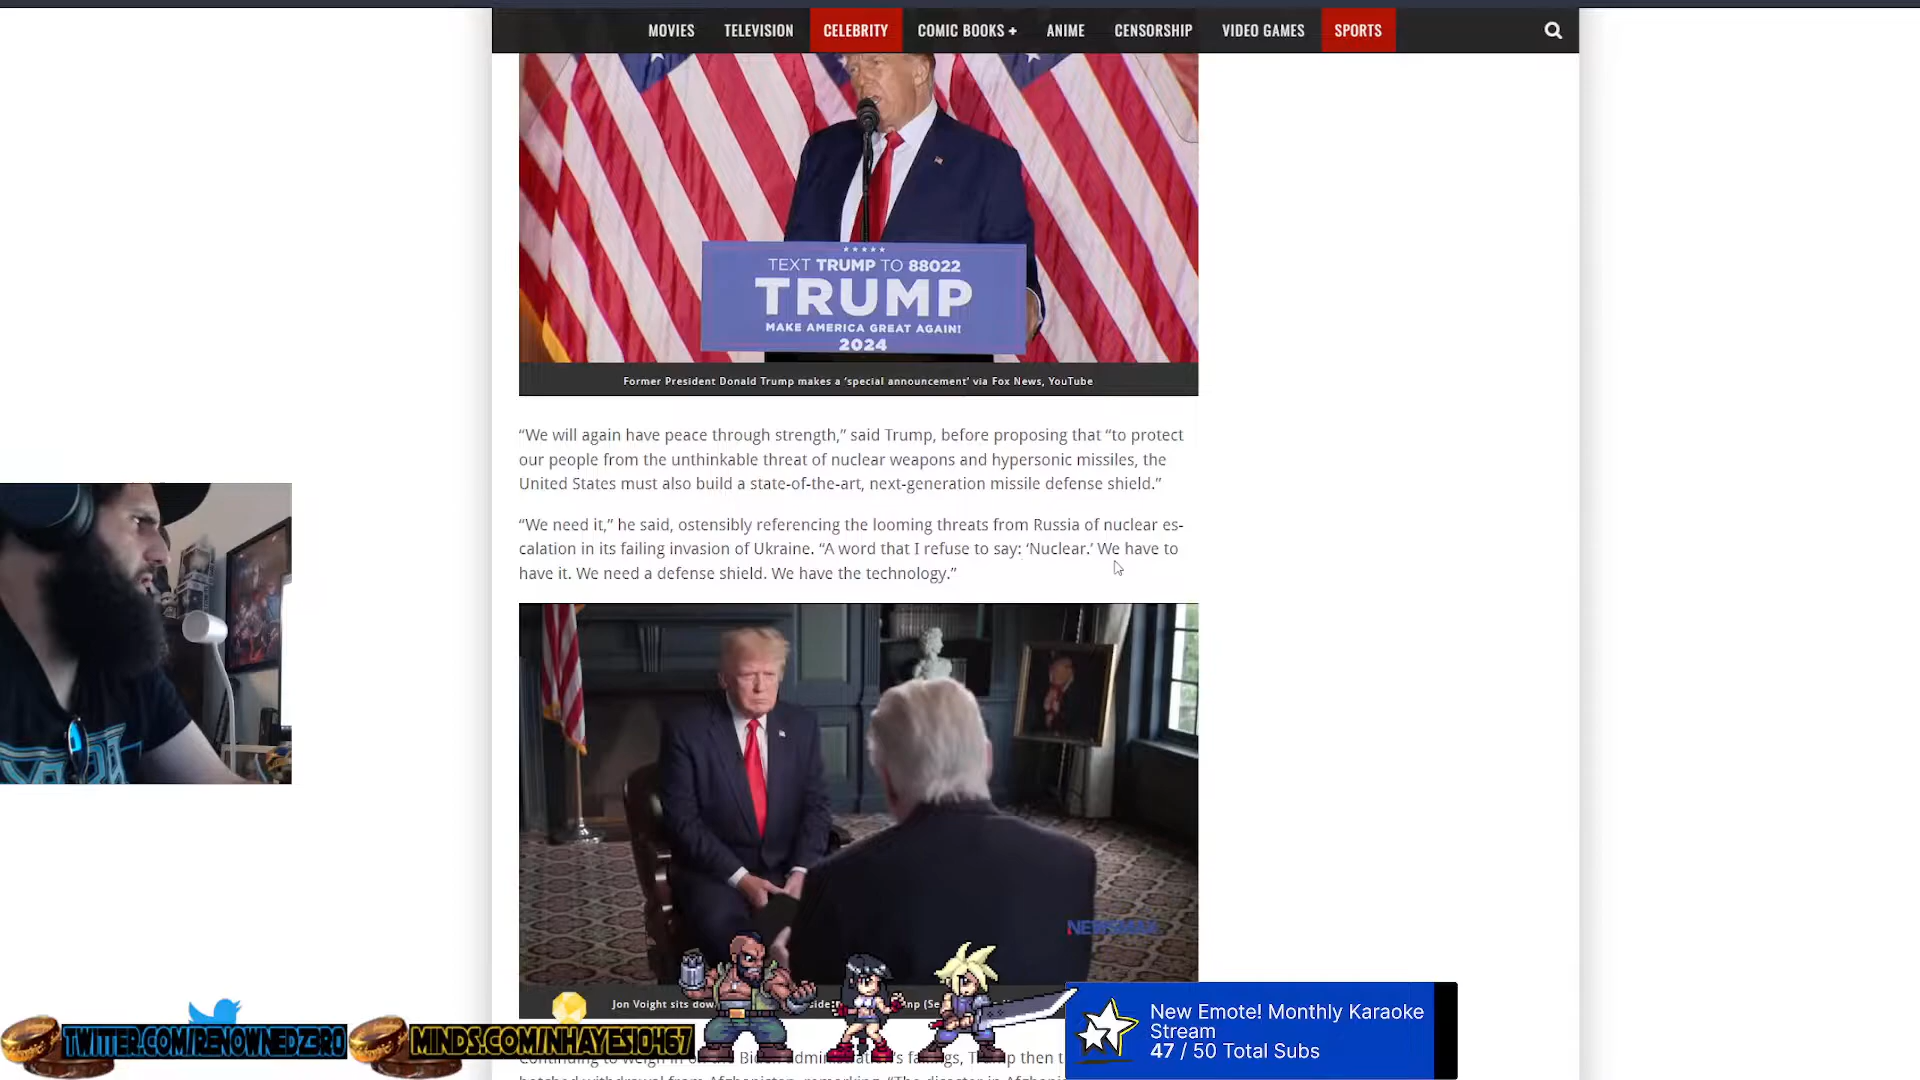 MOVIES TELEVISION CELEBRITY COMIC BOOKS + ANIME CENSORSHIP VIDEO GAMES SPORTS
TEXT TRUMP TO 88022
TRUMP
MAKE AMERICA GREAT AGAIN!
2024
Former President Donald Trump makes a ‘special announcement’ via Fox News, YouTube
“We will again have peace through strength,” said Trump, before proposing that “to protect
our people from the unthinkable threat of nuclear weapons and hypersonic missiles, the
United States must also build a state-of-the-art, next-generation missile defense shield.”
“We need it,” he said, ostensibly referencing the looming threats from Russia of nuclear es-
calation in its failing invasion of Ukraine. “A word that I refuse to say: ‘Nuclear.’ We have to
have it. We need a defense shield. We have the technology.”
NEWSMAX
Jon Voight sits dow
New Emote! Monthly Karaoke
Stream
47 / 50 Total Subs
TWITTER.COM/RENOWNEDZ3R0
MINDS.COM/NHAYES10467